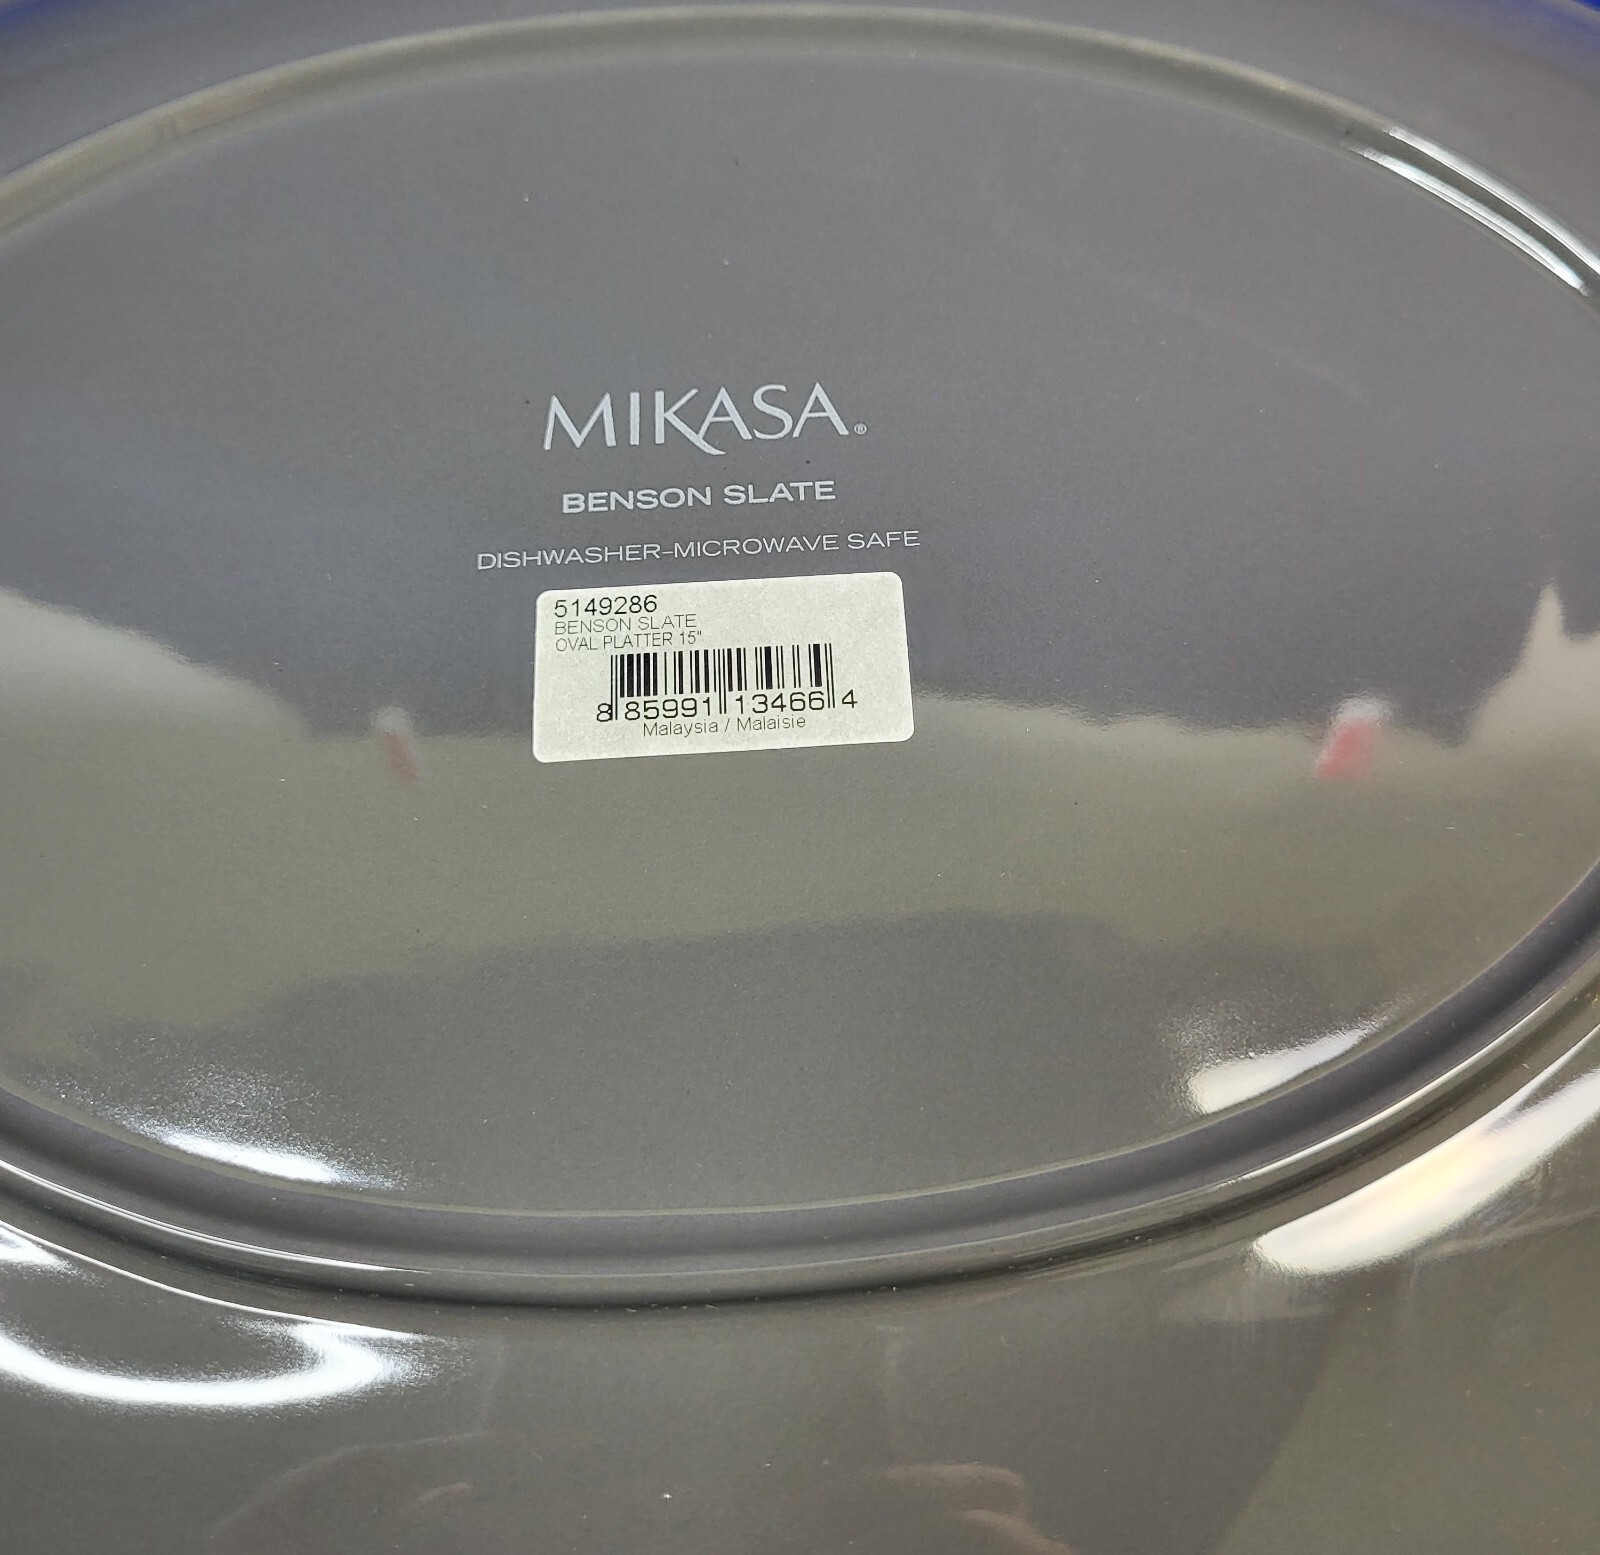 MIKASA®
BENSON SLATE
DISHWASHER-MICROWAVE SAFE
5149286
BENSON SLATE
OVAL PLATTER 15"
8 85991 13466 4
Malaysia / Malaisie